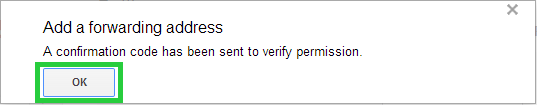 Add a forwarding address
A confirmation code has been sent to verify permission.
OK